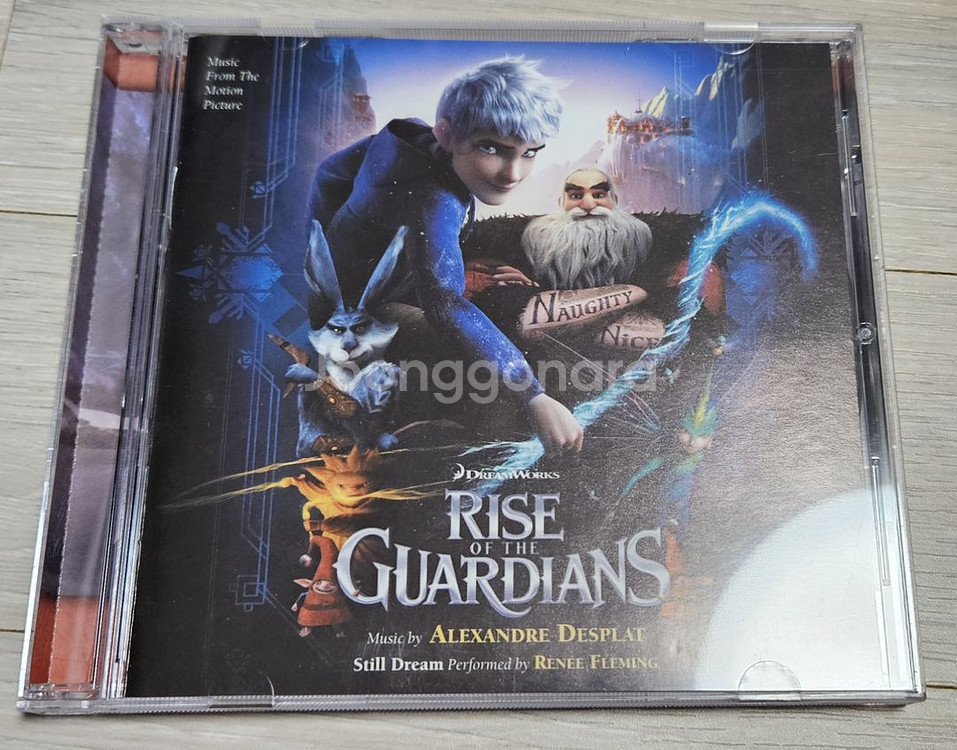 Music
From The
Motion
Picture
NAUGHTY
NICE
Joonggonara
DREAMWORKS
RISE
OF THE
GUARDIANS
Music by ALEXANDRE DESPLAT
Still Dream Performed by RENÉE FLEMING